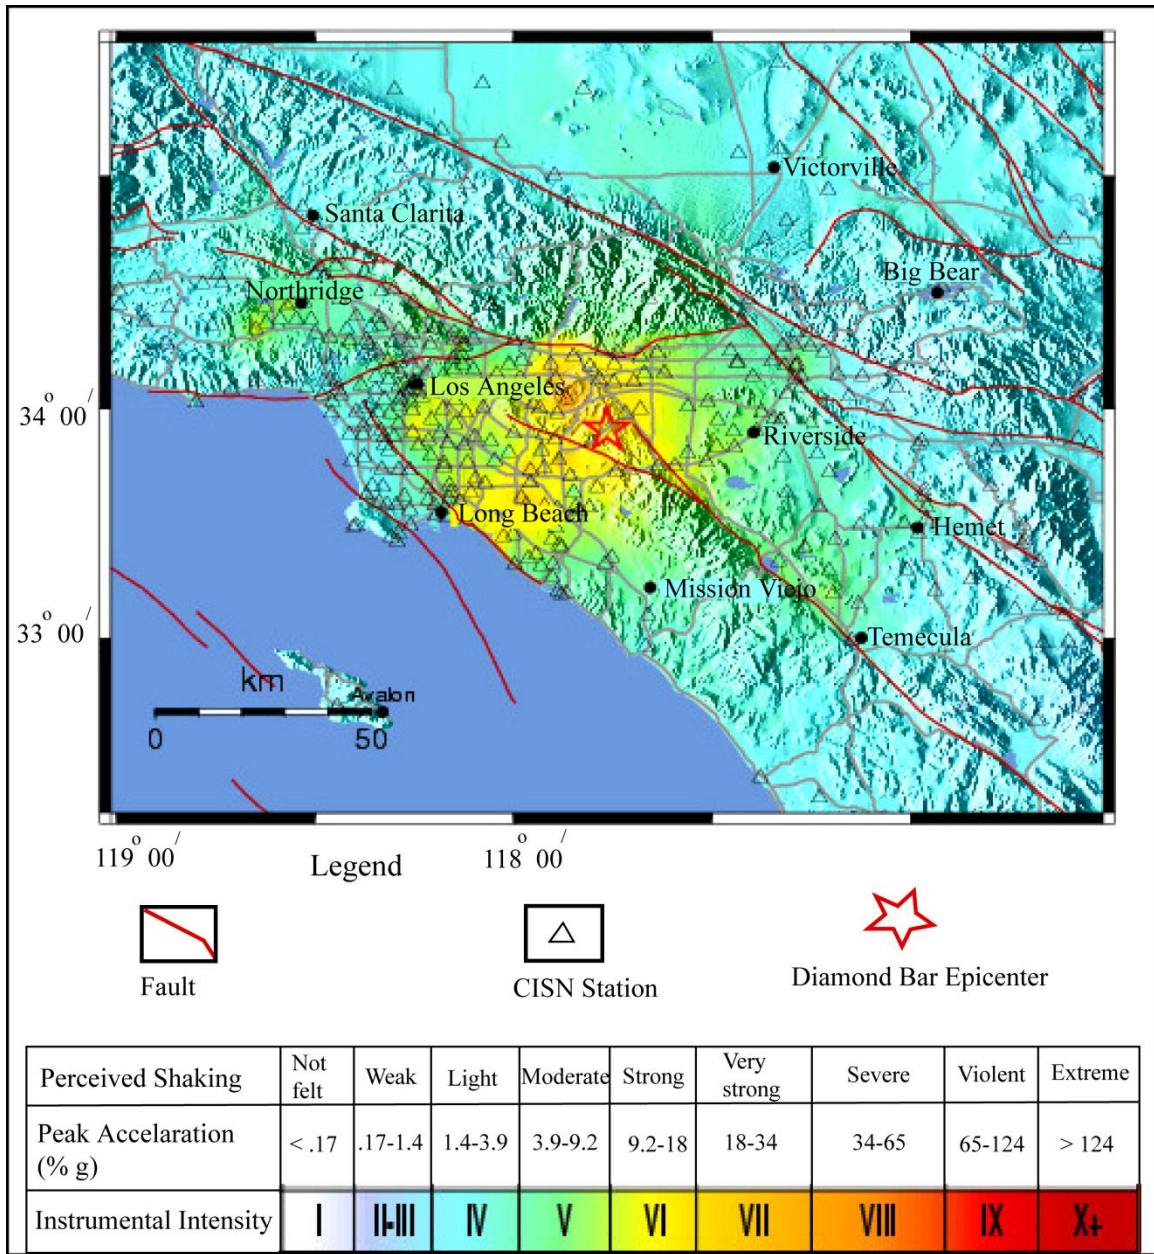 Victorville
Santa Clarita
Big Bear
Northridge
Los Angeles
34° 00′
Riverside
Long Beach
Hemet
Mission Viejo
33° 00′
Temecula
km
Avalon
0 50
119° 00′ 118° 00′
Legend
Fault
CISN Station
Diamond Bar Epicenter
Perceived Shaking Not felt Weak Light Moderate Strong Very strong Severe Violent Extreme
Peak Accelaration (% g) < .17 .17-1.4 1.4-3.9 3.9-9.2 9.2-18 18-34 34-65 65-124 > 124
Instrumental Intensity I II-III IV V VI VII VIII IX X+